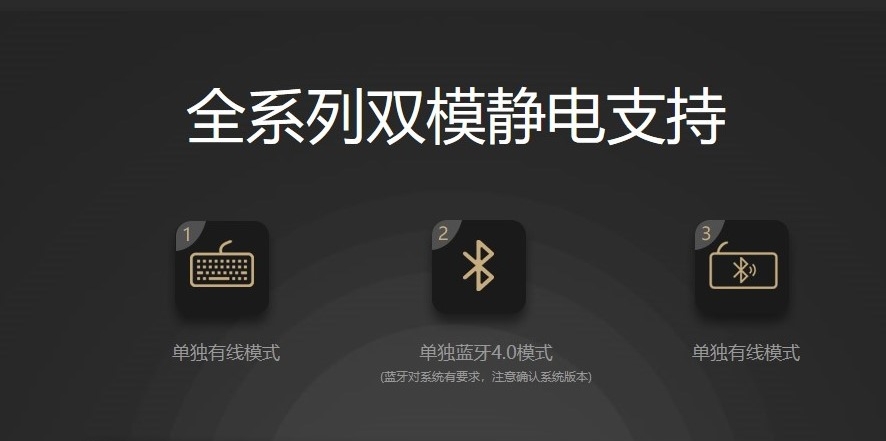 全系列双模静电支持
1
2
3
单独有线模式
单独蓝牙4.0模式
单独有线模式
(蓝牙对系统有要求，注意确认系统版本)